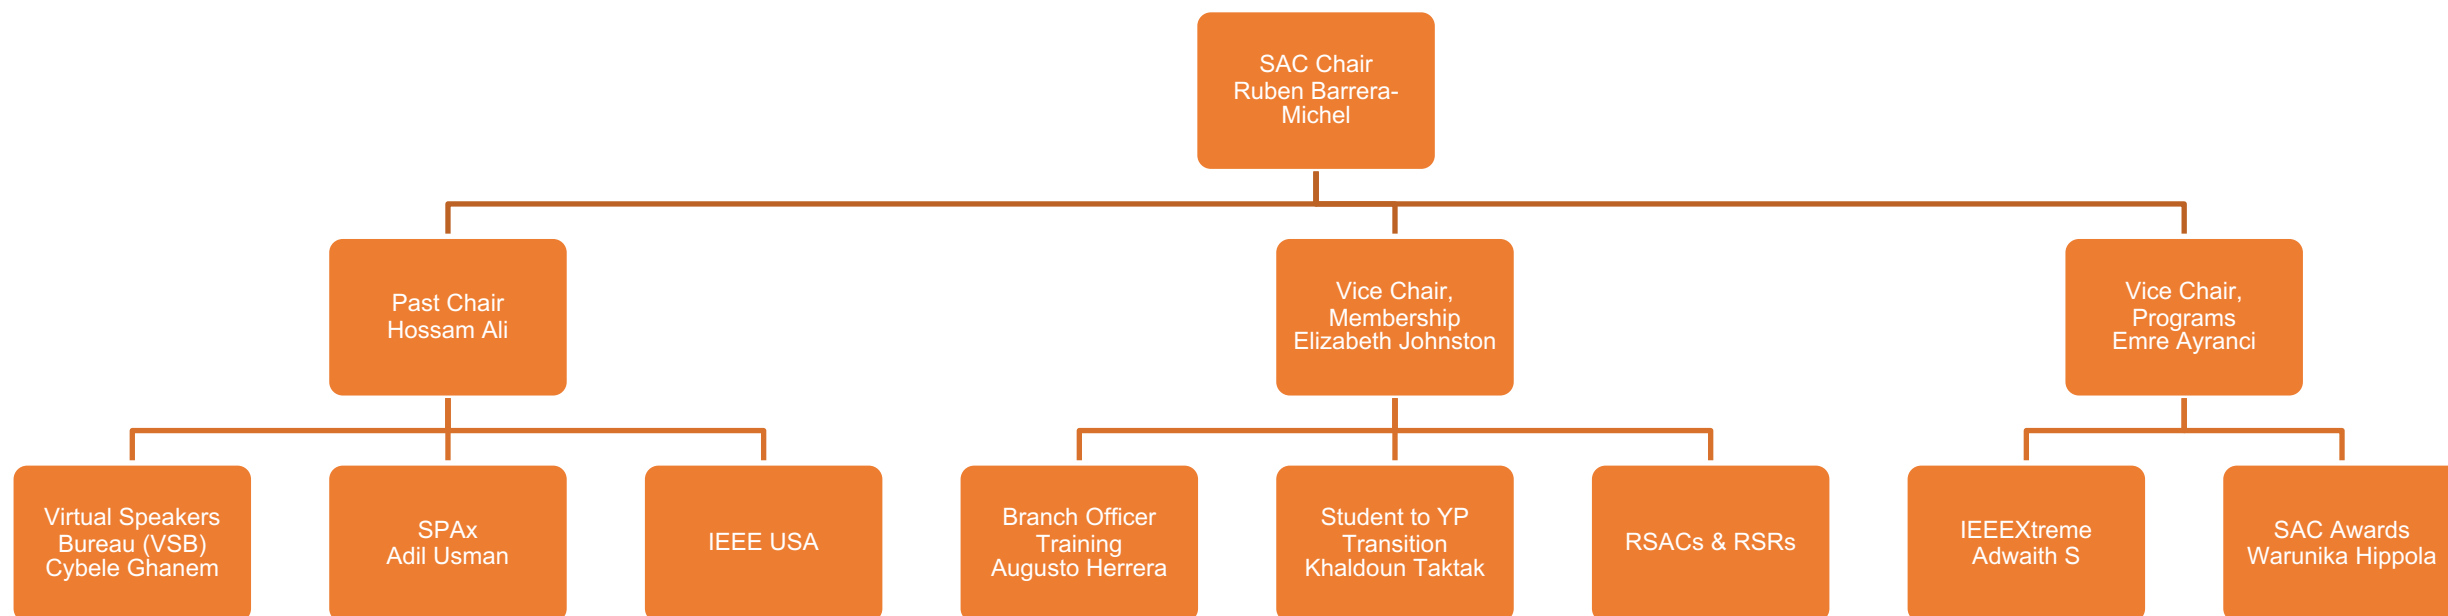 SAC Chair
Ruben Barrera-
Michel
Past Chair
Hossam Ali
Vice Chair,
Membership
Elizabeth Johnston
Vice Chair,
Programs
Emre Ayranci
Virtual Speakers
Bureau (VSB)
Cybele Ghanem
SPAx
Adil Usman
IEEE USA
Branch Officer
Training
Augusto Herrera
Student to YP
Transition
Khaldoun Taktak
RSACs & RSRs
IEEEXtreme
Adwaith S
SAC Awards
Warunika Hippola